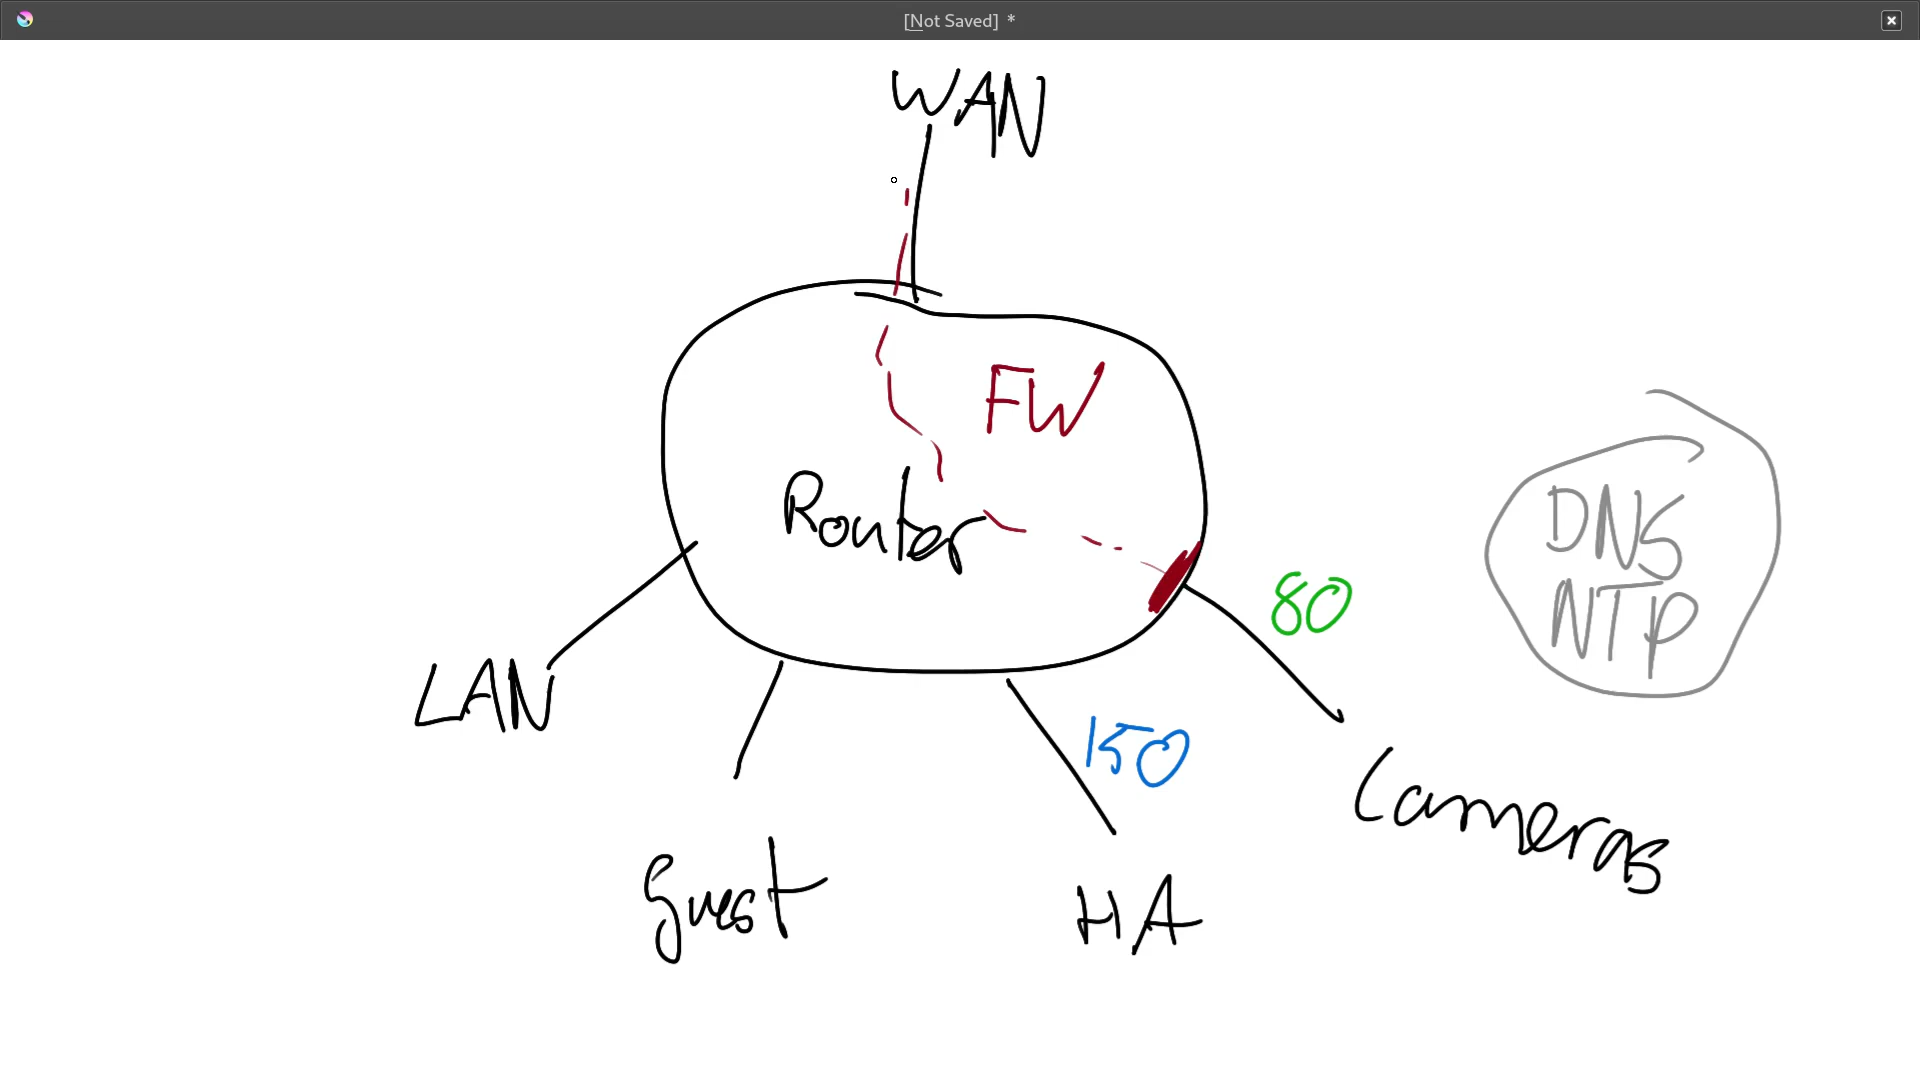 [Not Saved] *
WAN
FW
Router
DNS
NTP
80
LAN
150
Cameras
Guest
HA